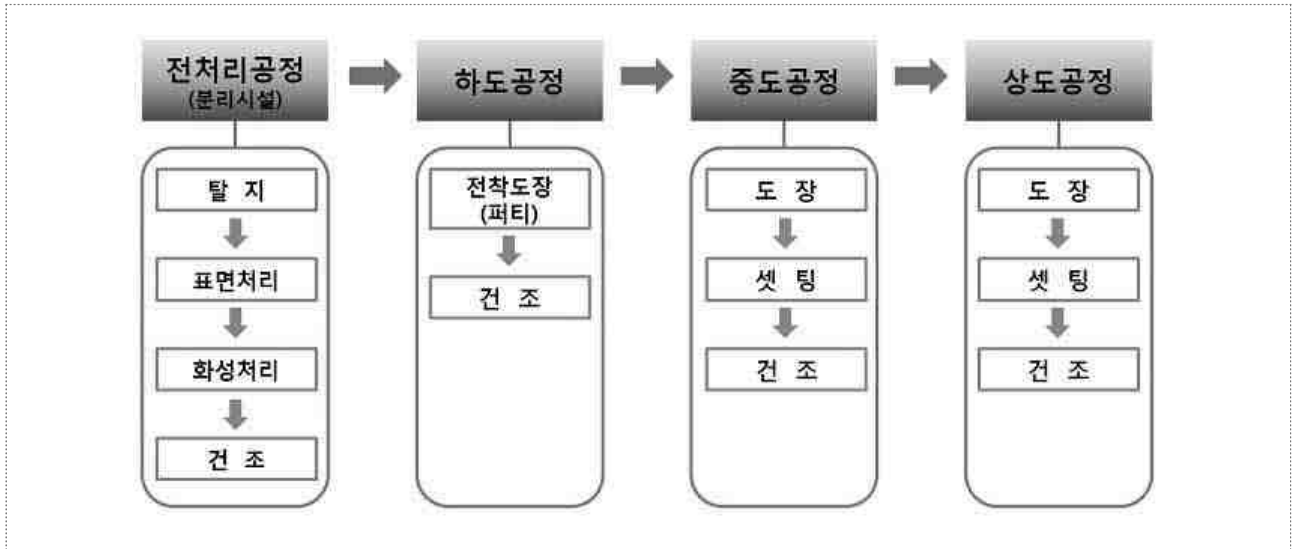 전처리공정
(분리시설)
탈 지
표면처리
화성처리
건 조
하도공정
전착도장
(퍼티)
건 조
중도공정
도 장
셋 팅
건 조
상도공정
도 장
셋 팅
건 조